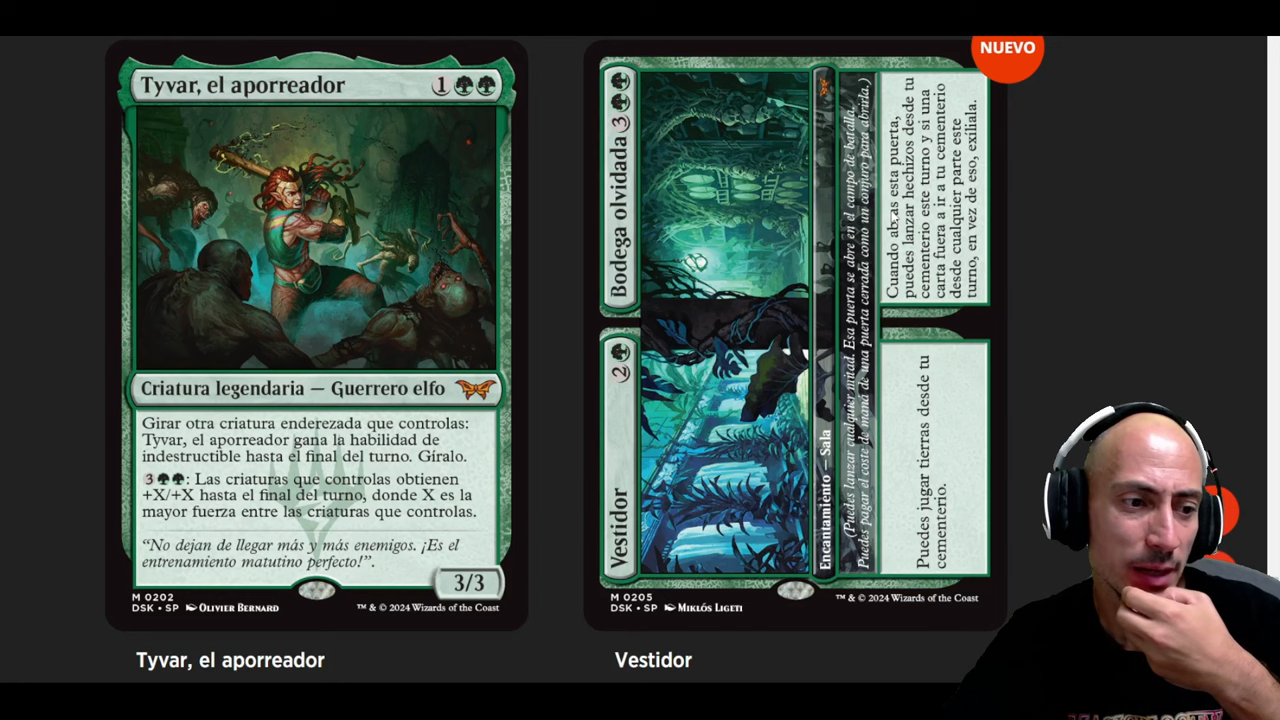 NUEVO
Tyvar, el aporreador
1
Girar otra criatura enderezada que controlas:
Tyvar, el aporreador gana la habilidad de
indestructible hasta el final del turno. Gíralo.
3 : Las criaturas que controlas obtienen
+X/+X hasta el final del turno, donde X es la
mayor fuerza entre las criaturas que controlas.
“No dejan de llegar más y más enemigos. ¡Es el
entrenamiento matutino perfecto!”.
Criatura legendaria — Guerrero elfo
3/3
M 0202
DSK • SP OLIVIER BERNARD
™ & © 2024 Wizards of the Coast
Tyvar, el aporreador
Bodega olvidada 3
Cuando abras esta puerta,
puedes lanzar hechizos desde tu
cementerio este turno y si una
carta fuera a ir a tu cementerio
desde cualquier parte este
turno, en vez de eso, exíliala.
Vestidor 2
Puedes jugar tierras desde tu
cementerio.
Encantamiento — Sala
(Puedes lanzar cualquier mitad. Esa puerta se abre en el campo de batalla.
Puedes pagar el coste de maná de una puerta cerrada como un conjuro para abrirla.)
M 0205
DSK • SP MIKLÓS LIGETI
™ & © 2024 Wizards of the Coast
Vestidor